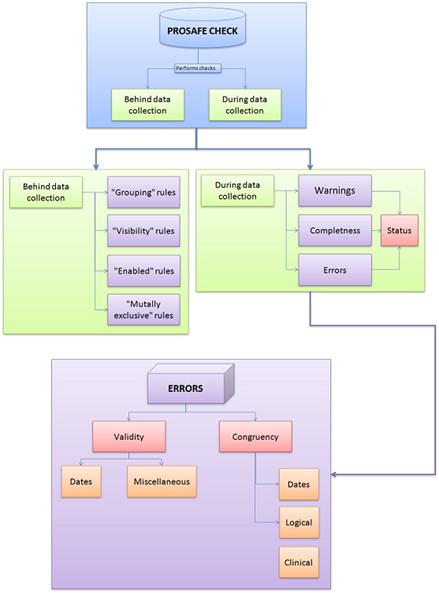 PROSAFE CHECK
Performs checks
Behind data
collection
During data
collection
Behind data
collection
"Grouping" rules
"Visibility" rules
"Enabled" rules
"Mutally
exclusive" rules
During data
collection
Warnings
Completness
Errors
Status
ERRORS
Validity
Congruency
Dates
Miscellaneous
Dates
Logical
Clinical